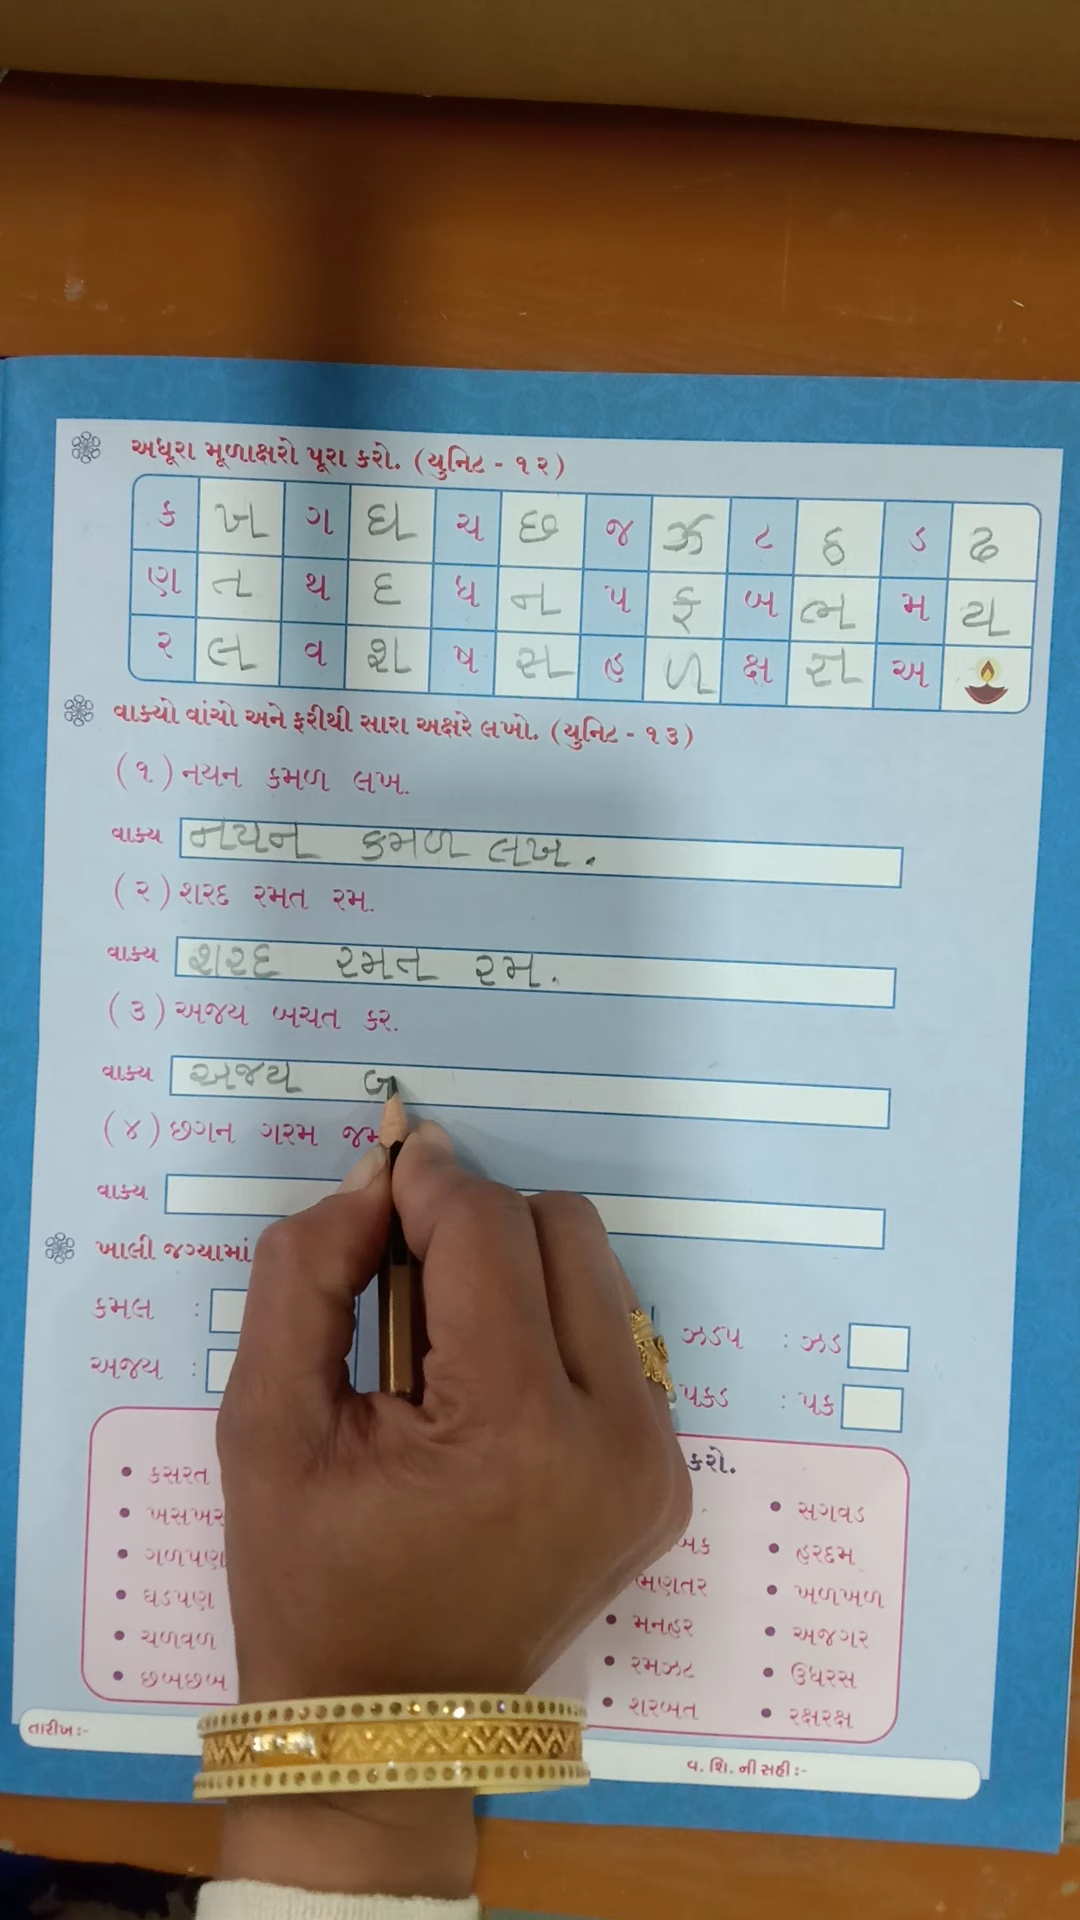 અધૂરા મૂળાક્ષરો પૂરા કરો. (યુનિટ - ૧૨)
ક ખ ગ ઘ ચ છ જ ઝ ટ ઠ ડ ઢ
ણ ત થ દ ધ ન પ ફ બ ભ મ ય
ર લ વ શ ષ સ હ ળ ક્ષ જ્ઞ અ
વાક્યો વાંચો અને ફરીથી સારા અક્ષરે લખો. (યુનિટ - ૧૩)
(૧) નયન કમળ લખ.
વાક્ય નયન કમળ લખ.
(૨) શરદ રમત રમ.
વાક્ય શરદ રમત રમ.
(૩) અજય બચત કર.
વાક્ય અજય બ
(૪) છગન ગરમ જમ
વાક્ય
ખાલી જગ્યામાં
કમલ : ઝડપ : ઝડ
અજય : પકડ : પક
કરો.
કસરત સગવડ
ખસખસ હરદમ
ગળપણ ભણતર ખળખળ
ઘડપણ મનહર અજગર
ચળવળ રમઝટ ઉધરસ
છબછબ શરબત રક્ષરક્ષ
તારીખ :-
વ. શિ. ની સહી :-